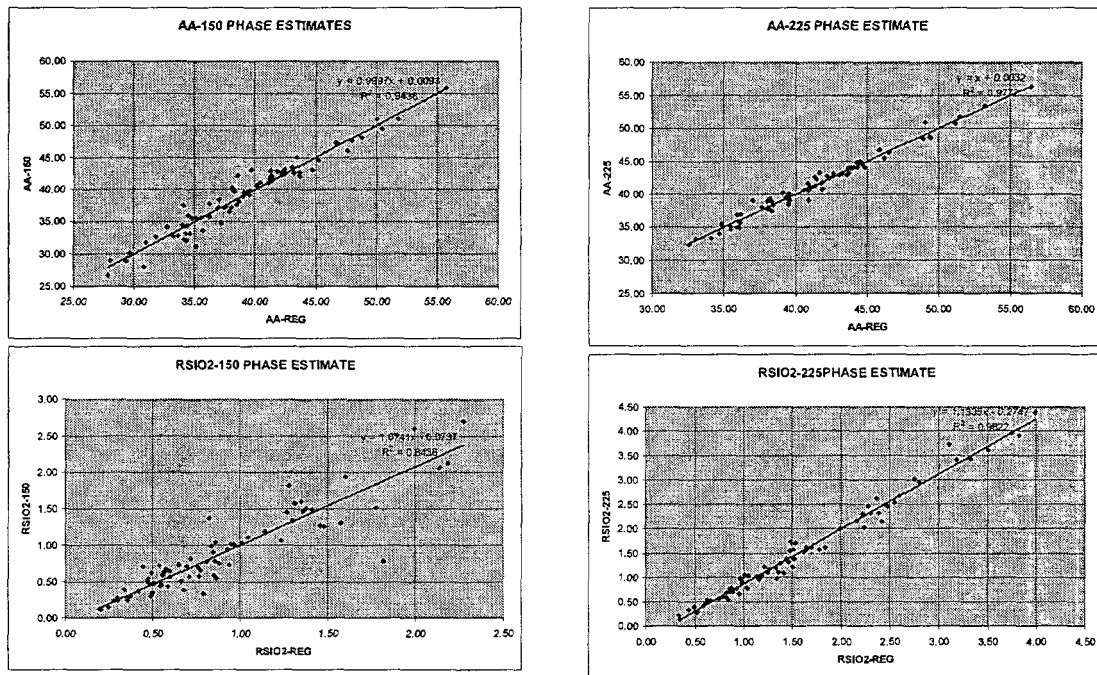 AA-150 PHASE ESTIMATES
60.00
y = 0.9997x + 0.0093
R² = 0.9436
55.00
50.00
45.00
40.00
35.00
30.00
25.00
AA-150
25.00 30.00 35.00 40.00 45.00 50.00 55.00 60.00
AA-REG
AA-225 PHASE ESTIMATE
60.00
y = x + 0.0032
55.00
50.00
45.00
40.00
35.00
30.00
25.00
AA-225
30.00 35.00 40.00 45.00 50.00 55.00 60.00
AA-REG
RSIO2-150 PHASE ESTIMATE
3.00
2.50
2.00
1.50
1.00
0.50
0.00
RSIO2-150
0.00 0.50 1.00 1.50 2.00 2.50
RSIO2-REG
RSIO2-225PHASE ESTIMATE
4.50
4.00
3.50
3.00
2.50
2.00
1.50
1.00
0.50
0.00
RSIO2-225
0.00 0.50 1.00 1.50 2.00 2.50 3.00 3.50 4.00 4.50
RSIO2-REG